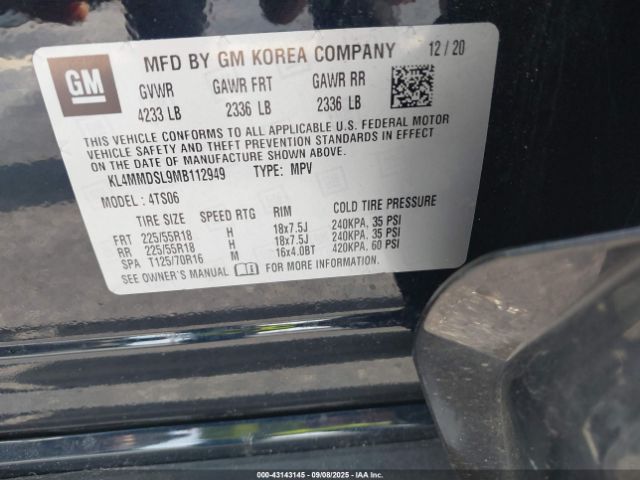 GM
MFD BY GM KOREA COMPANY 12/20
GVWR GAWR FRT GAWR RR
4233 LB 2336 LB 2336 LB
THIS VEHICLE CONFORMS TO ALL APPLICABLE U.S. FEDERAL MOTOR
VEHICLE SAFETY AND THEFT PREVENTION STANDARDS IN EFFECT
ON THE DATE OF MANUFACTURE SHOWN ABOVE.
KL4MMDSL9MB112949 TYPE: MPV
MODEL: 4TS06
TIRE SIZE SPEED RTG RIM COLD TIRE PRESSURE
FRT 225/55R18 H 18x7.5J 240KPA, 35 PSI
RR 225/55R18 H 18x7.5J 240KPA, 35 PSI
SPA T125/70R16 M 16x4.0BT 420KPA, 60 PSI
SEE OWNER'S MANUAL FOR MORE INFORMATION.
000-43143145 - 09/08/2025 - IAA Inc.